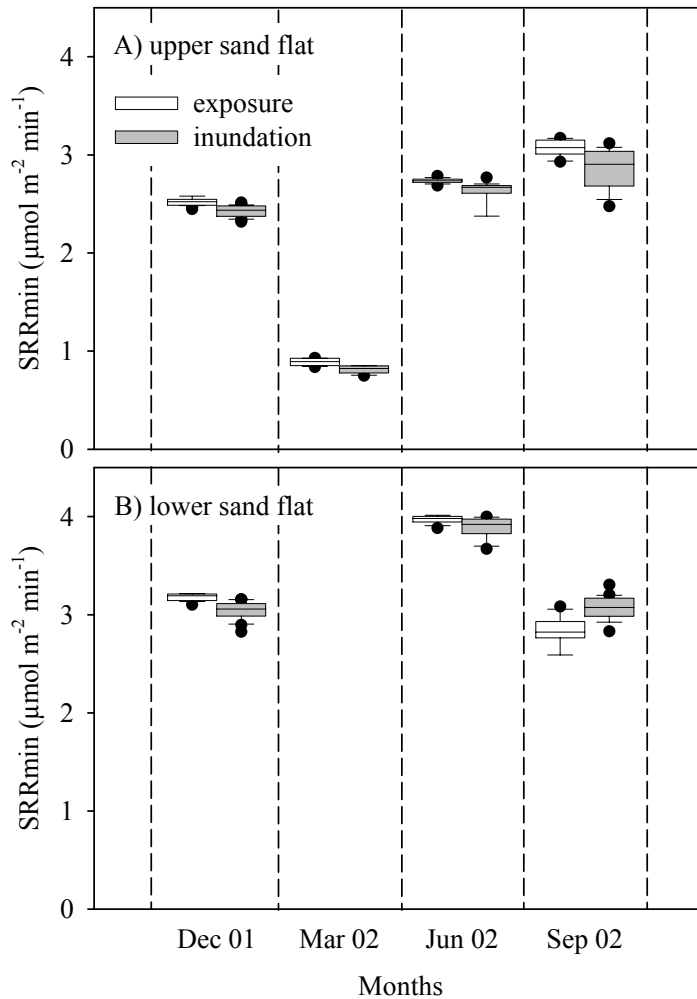 A) upper sand flat
exposure
inundation
SRRmin (µmol m⁻² min⁻¹)
4
3
2
1
0
B) lower sand flat
SRRmin (µmol m⁻² min⁻¹)
4
3
2
1
0
Dec 01 Mar 02 Jun 02 Sep 02
Months